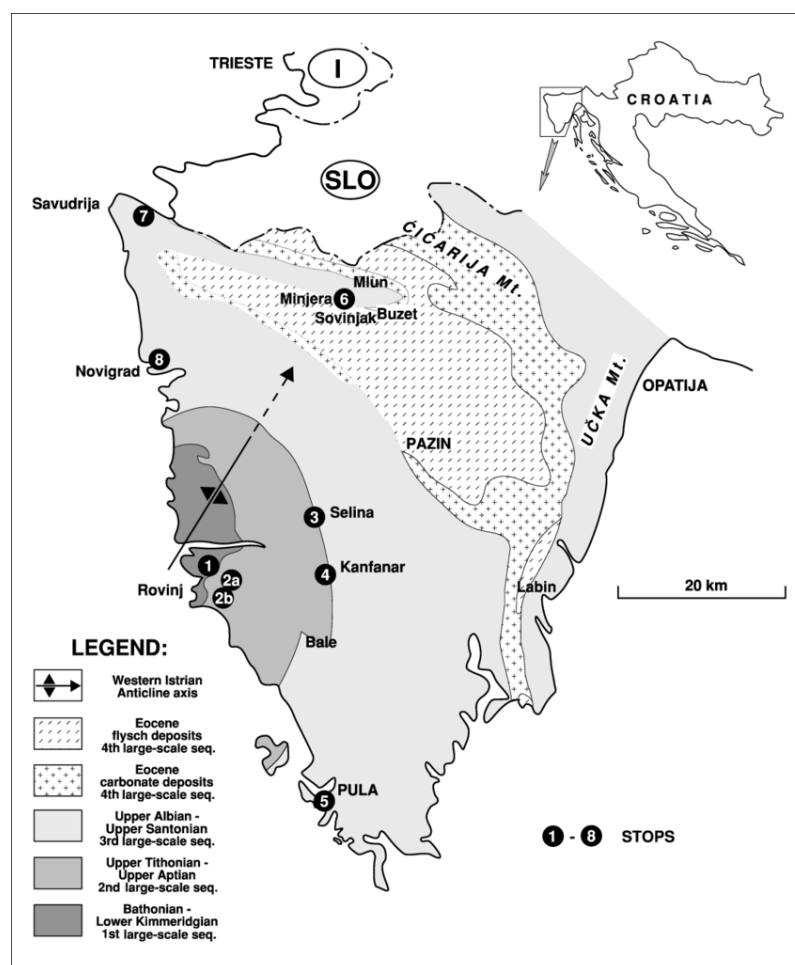 TRIESTE
I
CROATIA
SLO
Savudrija
7
ĆIĆARIJA Mt.
Mlun
Minjera
6
Sovinjak
Buzet
Novigrad
8
UČKA Mt.
OPATIJA
PAZIN
3
Selina
1
4
Kanfanar
2a
Rovinj
2b
Labin
20 km
Bale
LEGEND:
Western Istrian
Anticline axis
Eocene
flysch deposits
4th large-scale seq.
Eocene
carbonate deposits
4th large-scale seq.
Upper Albian -
Upper Santonian
3rd large-scale seq.
Upper Tithonian -
Upper Aptian
2nd large-scale seq.
Bathonian -
Lower Kimmeridgian
1st large-scale seq.
PULA
5
1 - 8 STOPS